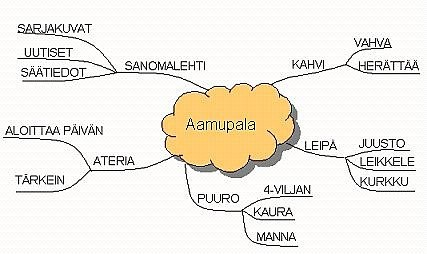 SARJAKUVAT
UUTISET
SÄÄTIEDOT
SANOMALEHTI
KAHVI
VAHVA
HERÄTTÄÄ
Aamupala
ALOITTAA PÄIVÄN
TÄRKEIN
ATERIA
LEIPÄ
JUUSTO
LEIKKELE
KURKKU
PUURO
4-VILJAN
KAURA
MANNA